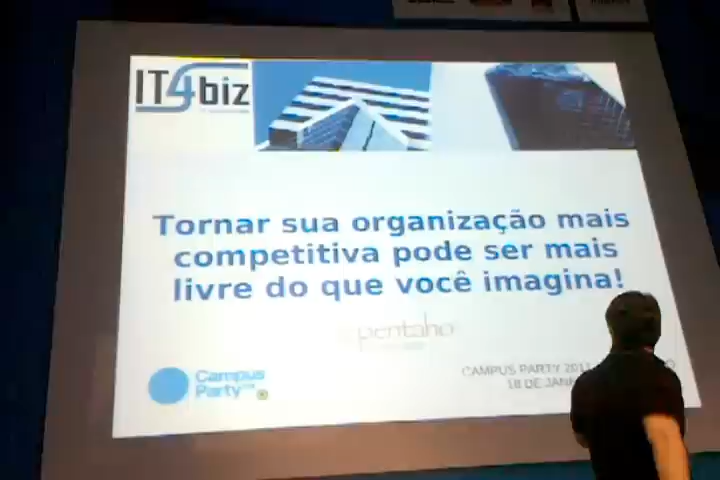 IT4biz
Tornar sua organização mais
competitiva pode ser mais
livre do que você imagina!
pentaho
Campus
Party
CAMPUS PARTY 201
18 DE JAN